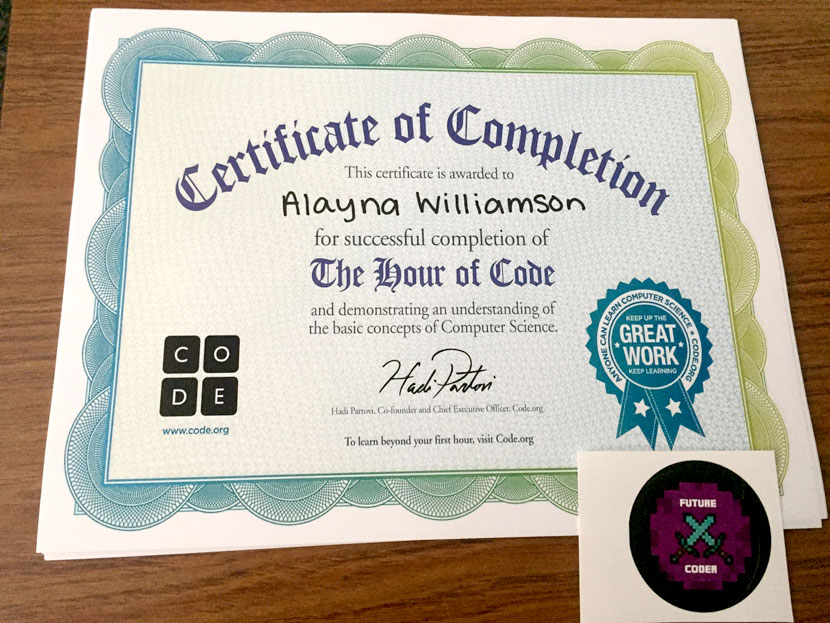 Certificate of Completion
This certificate is awarded to
Alayna Williamson
for successful completion of
The Hour of Code
and demonstrating an understanding of
the basic concepts of Computer Science.
CO
DE
www.code.org
Hadi Partovi
Hadi Partovi, Co-founder and Chief Executive Officer, Code.org
To learn beyond your first hour, visit Code.org
ANYONE CAN LEARN COMPUTER SCIENCE • CODE.ORG
KEEP UP THE
GREAT
WORK
KEEP LEARNING
FUTURE
CODER